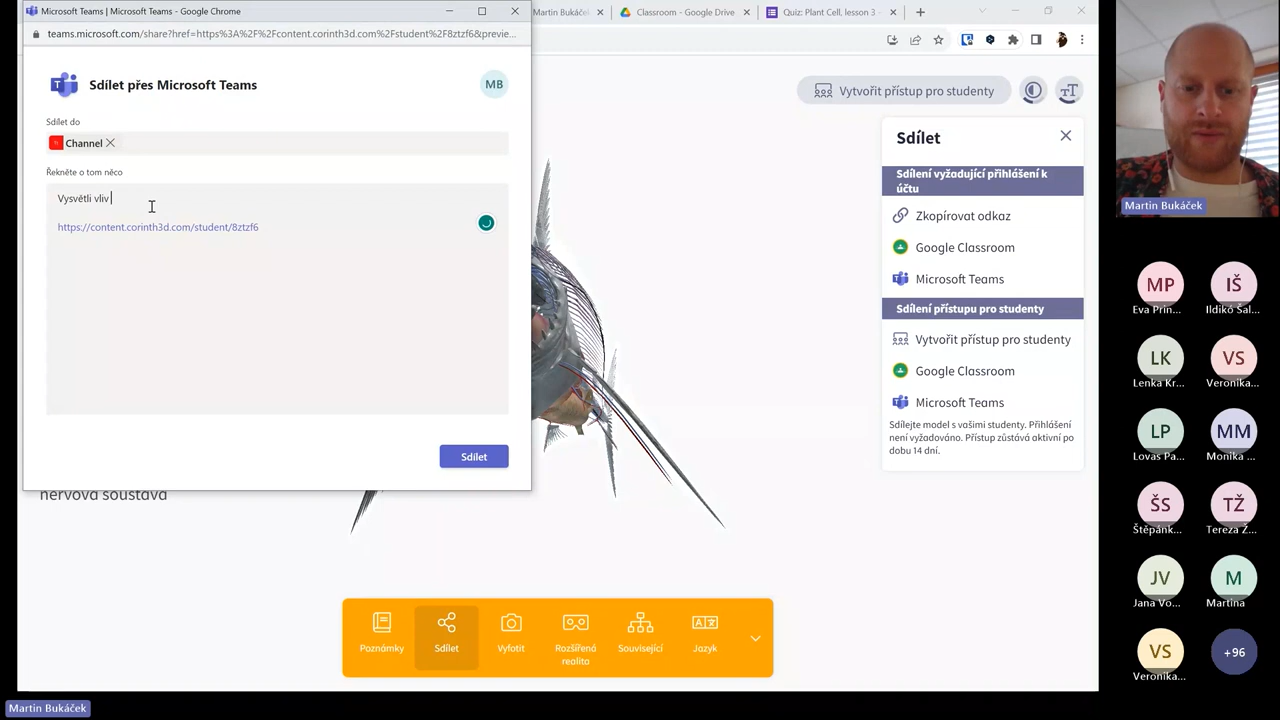 Microsoft Teams | Microsoft Teams - Google Chrome
teams.microsoft.com/share?href=https%3A%2F%2Fcontent.corinth3d.com%2Fstudent%2F8ztzf6&previe...
Sdílet přes Microsoft Teams
MB
Sdílet do
Channel
Řekněte o tom něco
Vysvětli vliv
https://content.corinth3d.com/student/8ztzf6
Sdílet
nervová soustava
Martin Bukáček
Classroom - Google Drive
Quiz: Plant Cell, lesson 3 -
Vytvořit přístup pro studenty
Sdílet
Sdílení vyžadující přihlášení k
účtu
Zkopírovat odkaz
Google Classroom
Microsoft Teams
Sdílení přístupu pro studenty
Vytvořit přístup pro studenty
Google Classroom
Microsoft Teams
Sdílejte model s vašimi studenty. Přihlášení
není vyžadováno. Přístup zůstává aktivní po
dobu 14 dní.
Poznámky
Sdílet
Vyfotit
Rozšířená
realita
Související
Jazyk
Martin Bukáček
MP
Eva Prin...
IŠ
Ildikó Šal...
LK
Lenka Kr...
VS
Veronika...
LP
Lovas Pa...
MM
Monika ...
ŠS
Štěpánk...
TŽ
Tereza Ž...
JV
Jana Vo...
M
Martina
VS
Veronika...
+96
Martin Bukáček